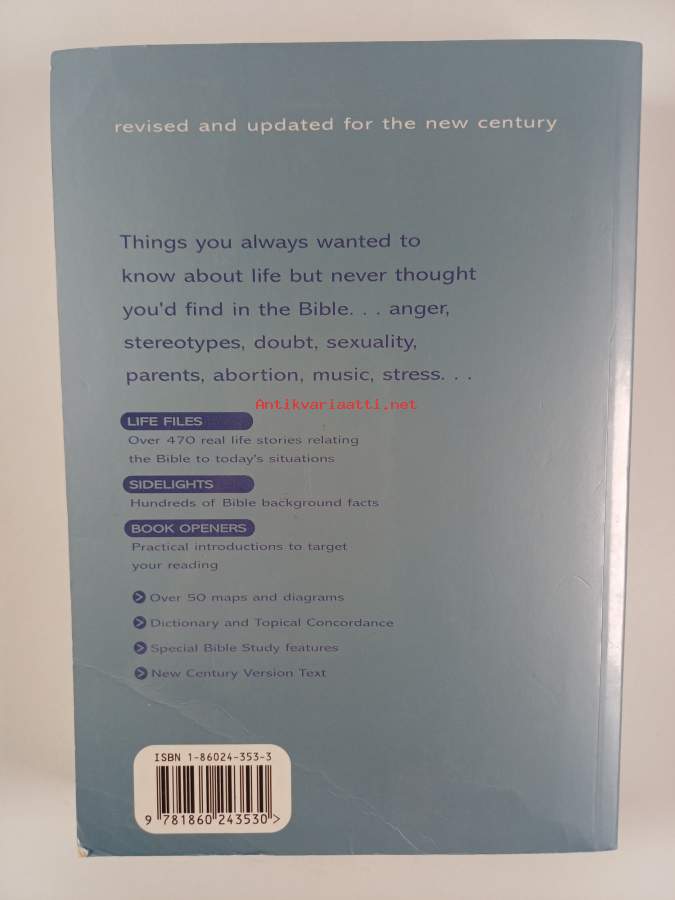 revised and updated for the new century
Things you always wanted to
know about life but never thought
you'd find in the Bible. . . anger,
stereotypes, doubt, sexuality,
parents, abortion, music, stress. . .
Antikvariaatti.net
LIFE FILES
Over 470 real life stories relating
the Bible to today's situations
SIDELIGHTS
Hundreds of Bible background facts
BOOK OPENERS
Practical introductions to target
your reading
Over 50 maps and diagrams
Dictionary and Topical Concordance
Special Bible Study features
New Century Version Text
ISBN 1-86024-353-3
9 781860 243530>